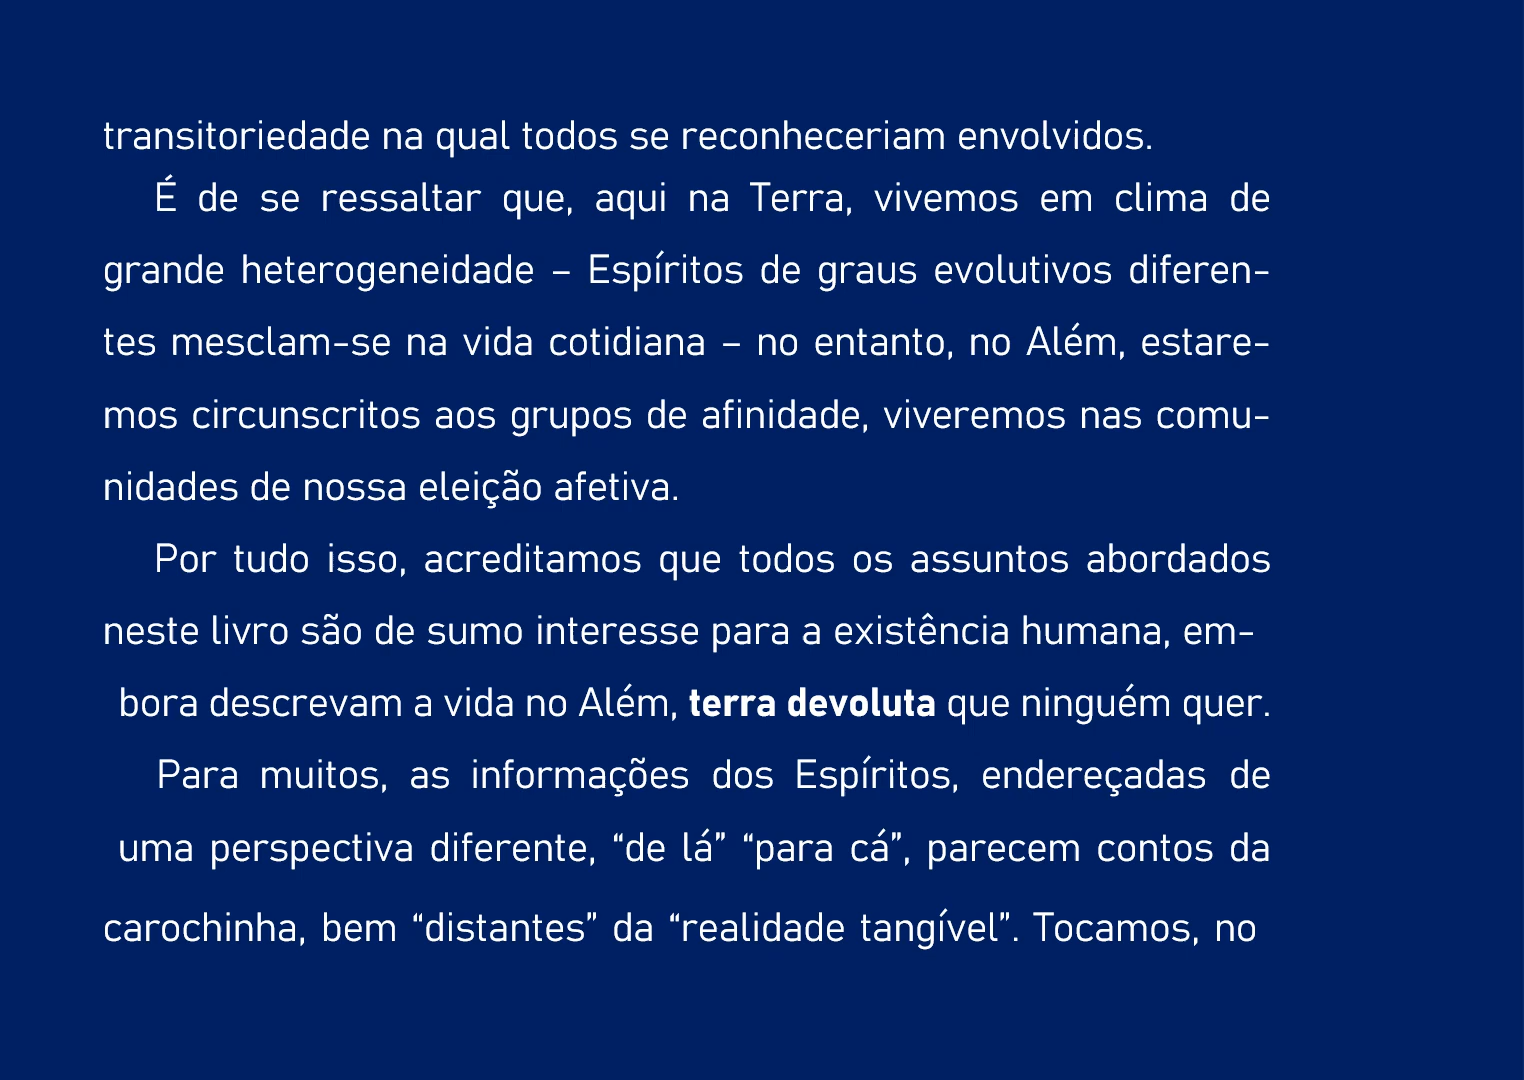 transitoriedade na qual todos se reconheceriam envolvidos.
É de se ressaltar que, aqui na Terra, vivemos em clima de
grande heterogeneidade – Espíritos de graus evolutivos diferen-
tes mesclam-se na vida cotidiana – no entanto, no Além, estare-
mos circunscritos aos grupos de afinidade, viveremos nas comu-
nidades de nossa eleição afetiva.
Por tudo isso, acreditamos que todos os assuntos abordados
neste livro são de sumo interesse para a existência humana, em-
bora descrevam a vida no Além, terra devoluta que ninguém quer.
Para muitos, as informações dos Espíritos, endereçadas de
uma perspectiva diferente, “de lá” “para cá”, parecem contos da
carochinha, bem “distantes” da “realidade tangível”. Tocamos, no